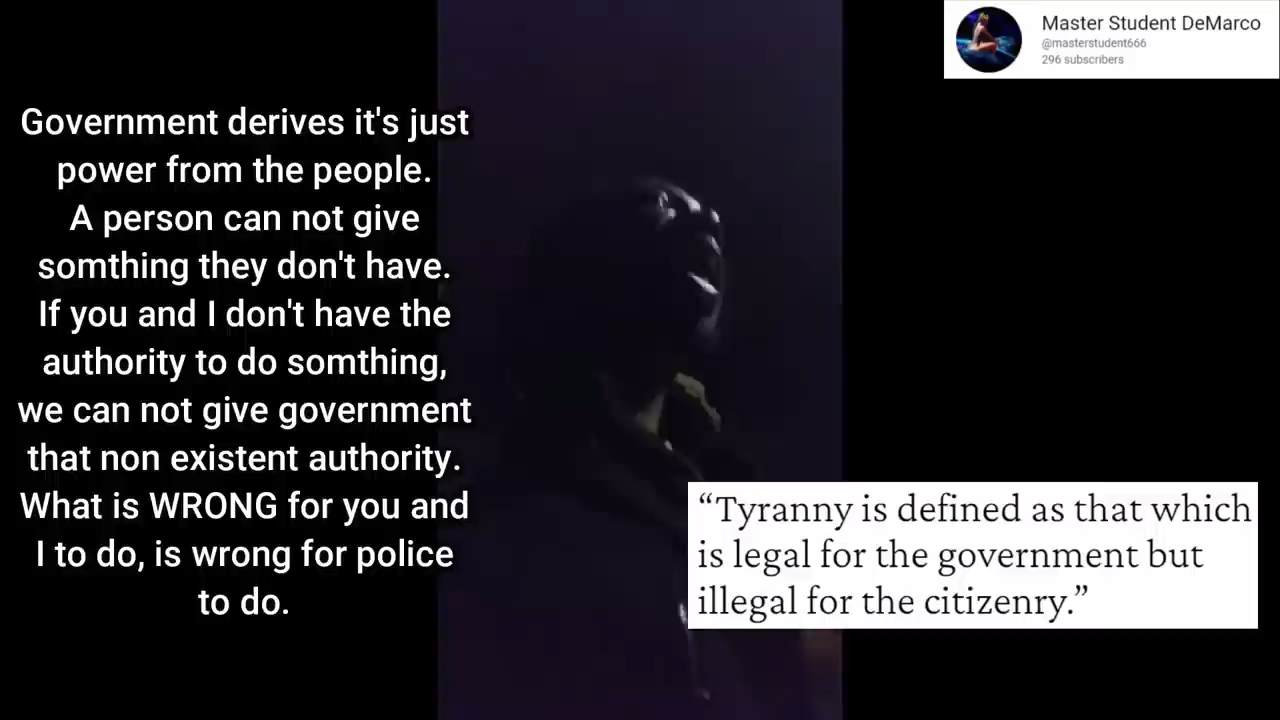 Master Student DeMarco
@masterstudent666
296 subscribers
Government derives it's just
power from the people.
A person can not give
somthing they don't have.
If you and I don't have the
authority to do somthing,
we can not give government
that non existent authority.
What is WRONG for you and
I to do, is wrong for police
to do.
“Tyranny is defined as that which
is legal for the government but
illegal for the citizenry.”